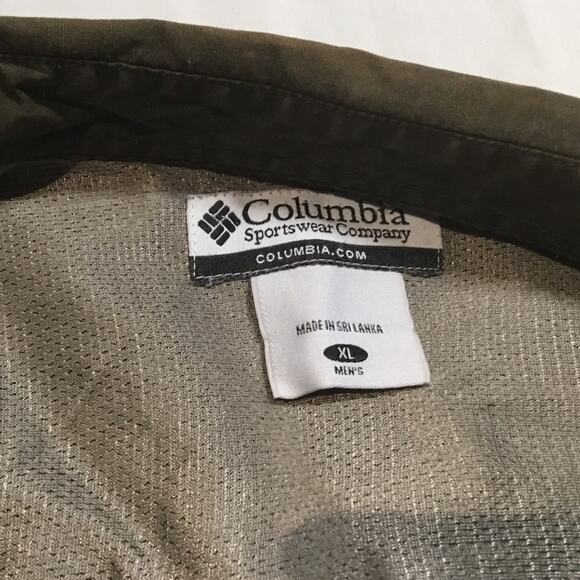 Columbia
Sportswear Company
COLUMBIA.COM
MADE IN SRI LANKA
XL
MEN'S